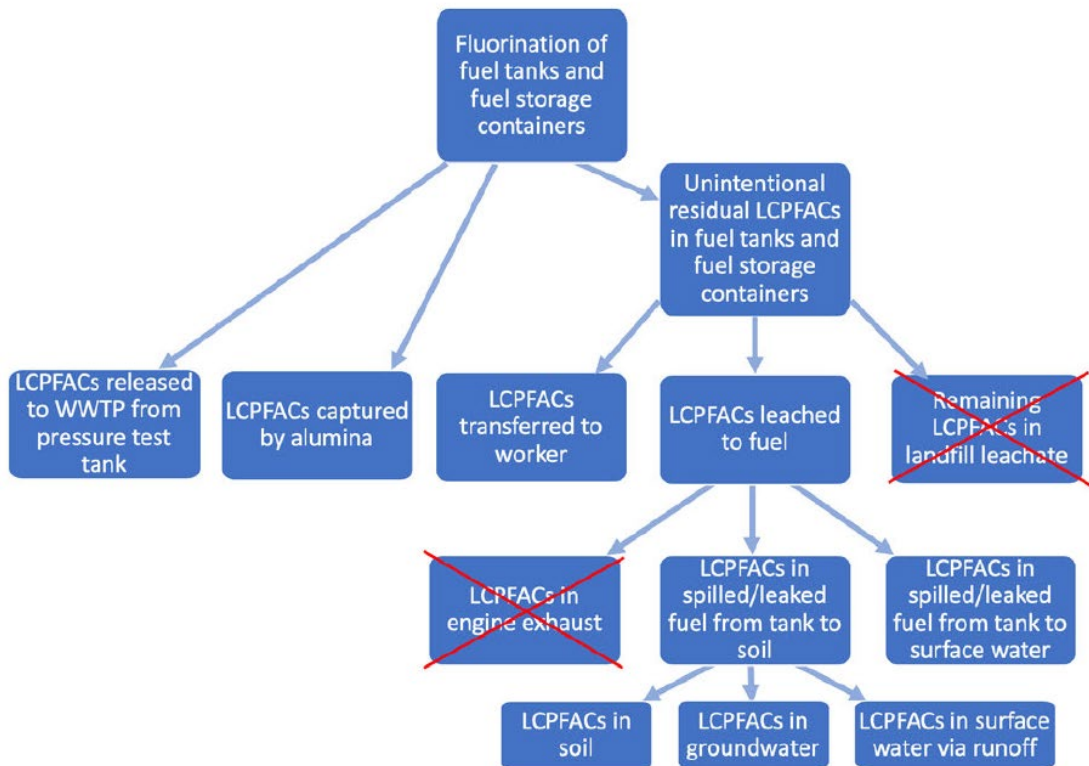 Fluorination of
fuel tanks and
fuel storage
containers
Unintentional
residual LCPFACs
in fuel tanks and
fuel storage
containers
LCPFACs released
to WWTP from
pressure test
tank
LCPFACs captured
by alumina
LCPFACs
transferred to
worker
LCPFACs leached
to fuel
Remaining
LCPFACs in
landfill leachate
LCPFACs in
engine exhaust
LCPFACs in
spilled/leaked
fuel from tank to
soil
LCPFACs in
spilled/leaked
fuel from tank to
surface water
LCPFACs in
soil
LCPFACs in
groundwater
LCPFACs in surface
water via runoff